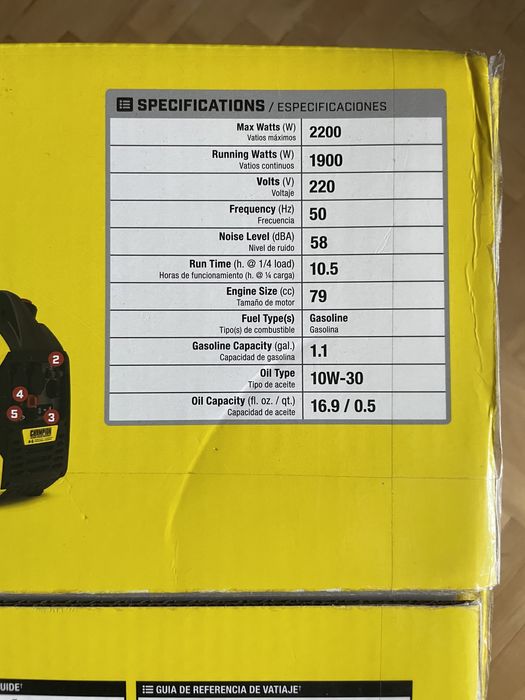 SPECIFICATIONS / ESPECIFICACIONES
Max Watts (W) 2200
Vatios máximos
Running Watts (W) 1900
Vatios continuos
Volts (V) 220
Voltaje
Frequency (Hz) 50
Frecuencia
Noise Level (dBA) 58
Nivel de ruido
Run Time (h. @ 1/4 load) 10.5
Horas de funcionamiento (h. @ ¼ carga)
Engine Size (cc) 79
Tamaño de motor
Fuel Type(s) Gasoline
Tipo(s) de combustible Gasolina
Gasoline Capacity (gal.) 1.1
Capacidad de gasolina
Oil Type 10W-30
Tipo de aceite
Oil Capacity (fl. oz. / qt.) 16.9 / 0.5
Capacidad de aceite
2
4
5 3
CHAMPION
UIDE† GUIA DE REFERENCIA DE VATIAJE†